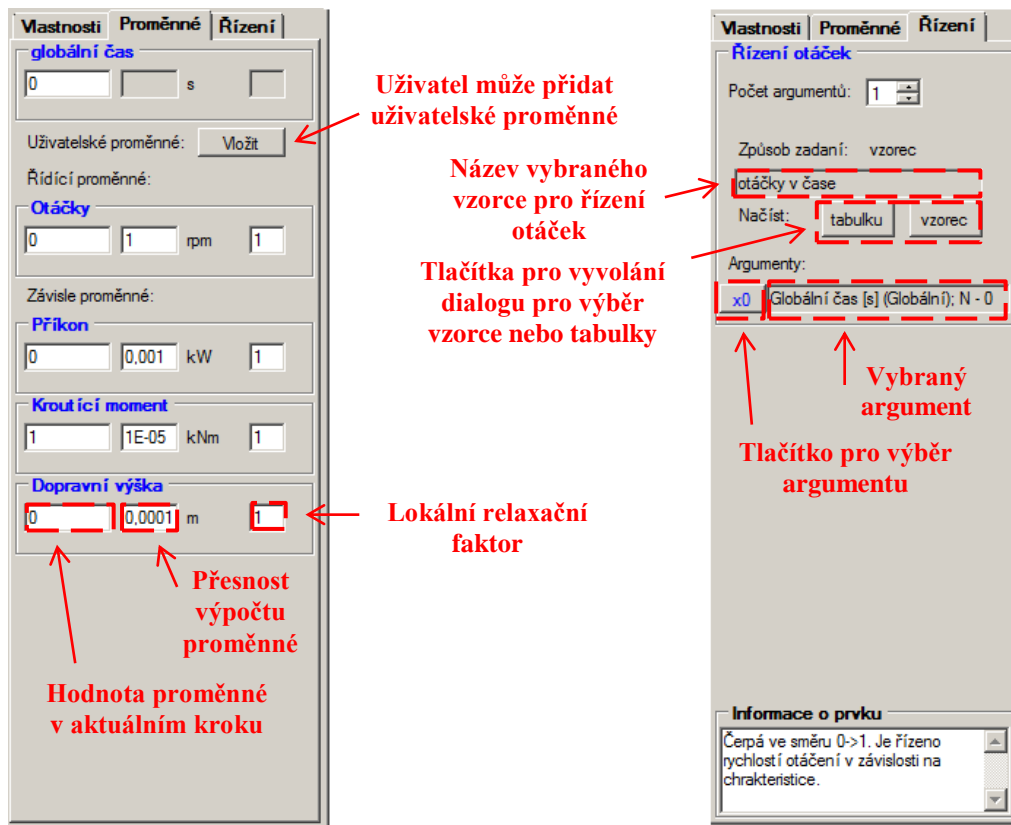 Vlastnosti Proměnné Řízení
globální čas
0 s
Uživatelské proměnné: Vložit
Řídící proměnné:
Otáčky
0 1 rpm 1
Závisle proměnné:
Příkon
0 0,001 kW 1
Kroutící moment
1 1E-05 kNm 1
Dopravní výška
0 0,0001 m 1
Uživatel může přidat
uživatelské proměnné
Název vybraného
vzorce pro řízení
otáček
Tlačítka pro vyvolání
dialogu pro výběr
vzorce nebo tabulky
Lokální relaxační
faktor
Přesnost
výpočtu
proměnné
Hodnota proměnné
v aktuálním kroku
Vlastnosti Proměnné Řízení
Řízení otáček
Počet argumentů: 1
Způsob zadaní: vzorec
otáčky v čase
Načíst: tabulku vzorec
Argumenty:
x0 Globální čas [s] (Globální); N - 0
Vybraný
argument
Tlačítko pro výběr
argumentu
Informace o prvku
Čerpá ve směru 0->1. Je řízeno
rychlostí otáčení v závislosti na
chrakteristice.